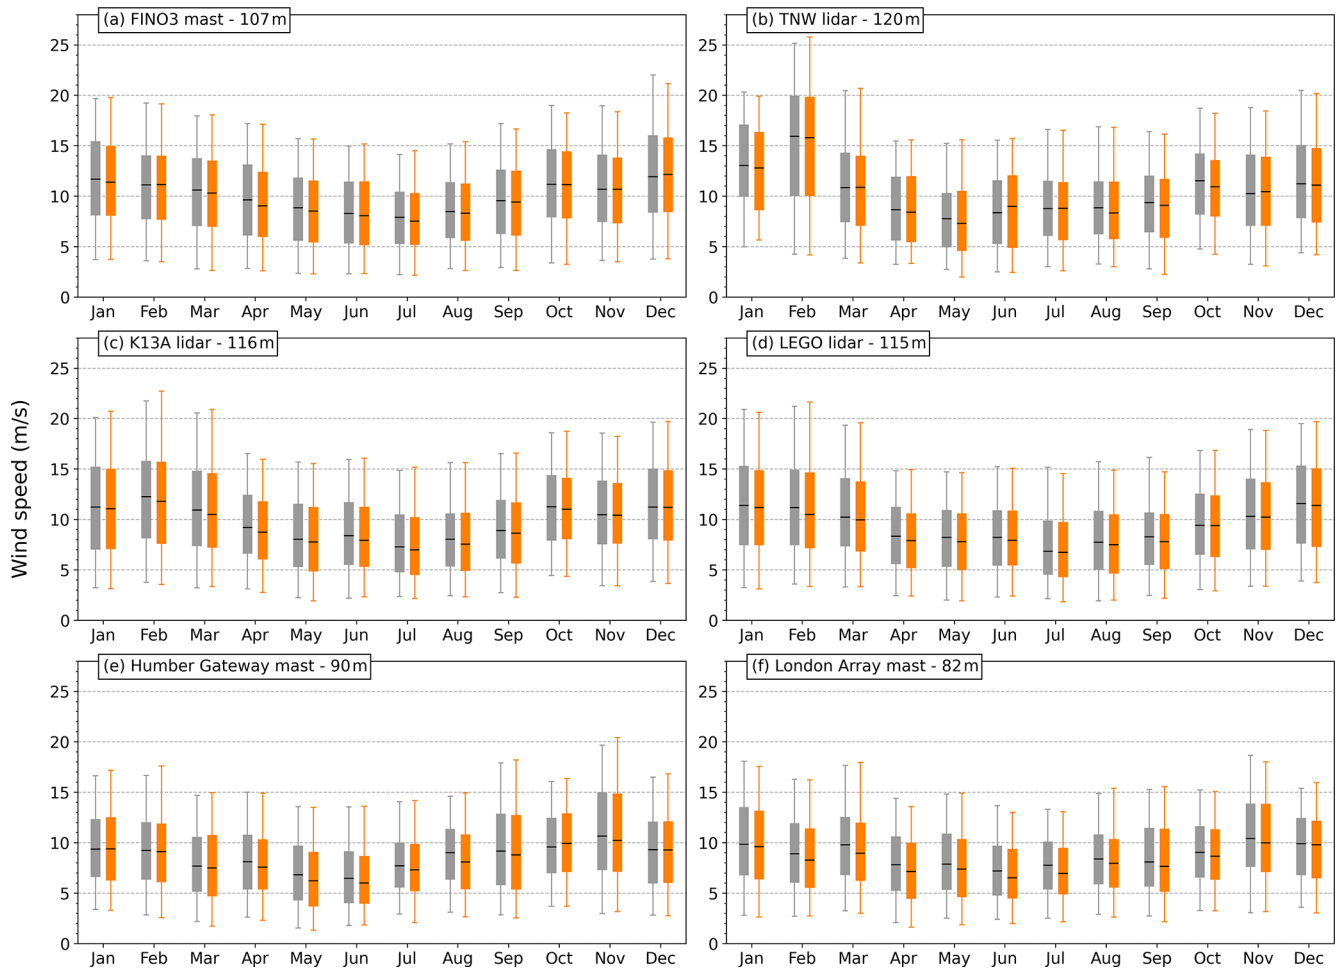 (a) FINO3 mast - 107 m
(b) TNW lidar - 120 m
25
20
15
10
5
0
Jan Feb Mar Apr May Jun Jul Aug Sep Oct Nov Dec
25
20
15
10
5
0
Jan Feb Mar Apr May Jun Jul Aug Sep Oct Nov Dec
Wind speed (m/s)
(c) K13A lidar - 116 m
(d) LEGO lidar - 115 m
25
20
15
10
5
0
Jan Feb Mar Apr May Jun Jul Aug Sep Oct Nov Dec
25
20
15
10
5
0
Jan Feb Mar Apr May Jun Jul Aug Sep Oct Nov Dec
(e) Humber Gateway mast - 90 m
(f) London Array mast - 82 m
25
20
15
10
5
0
Jan Feb Mar Apr May Jun Jul Aug Sep Oct Nov Dec
25
20
15
10
5
0
Jan Feb Mar Apr May Jun Jul Aug Sep Oct Nov Dec